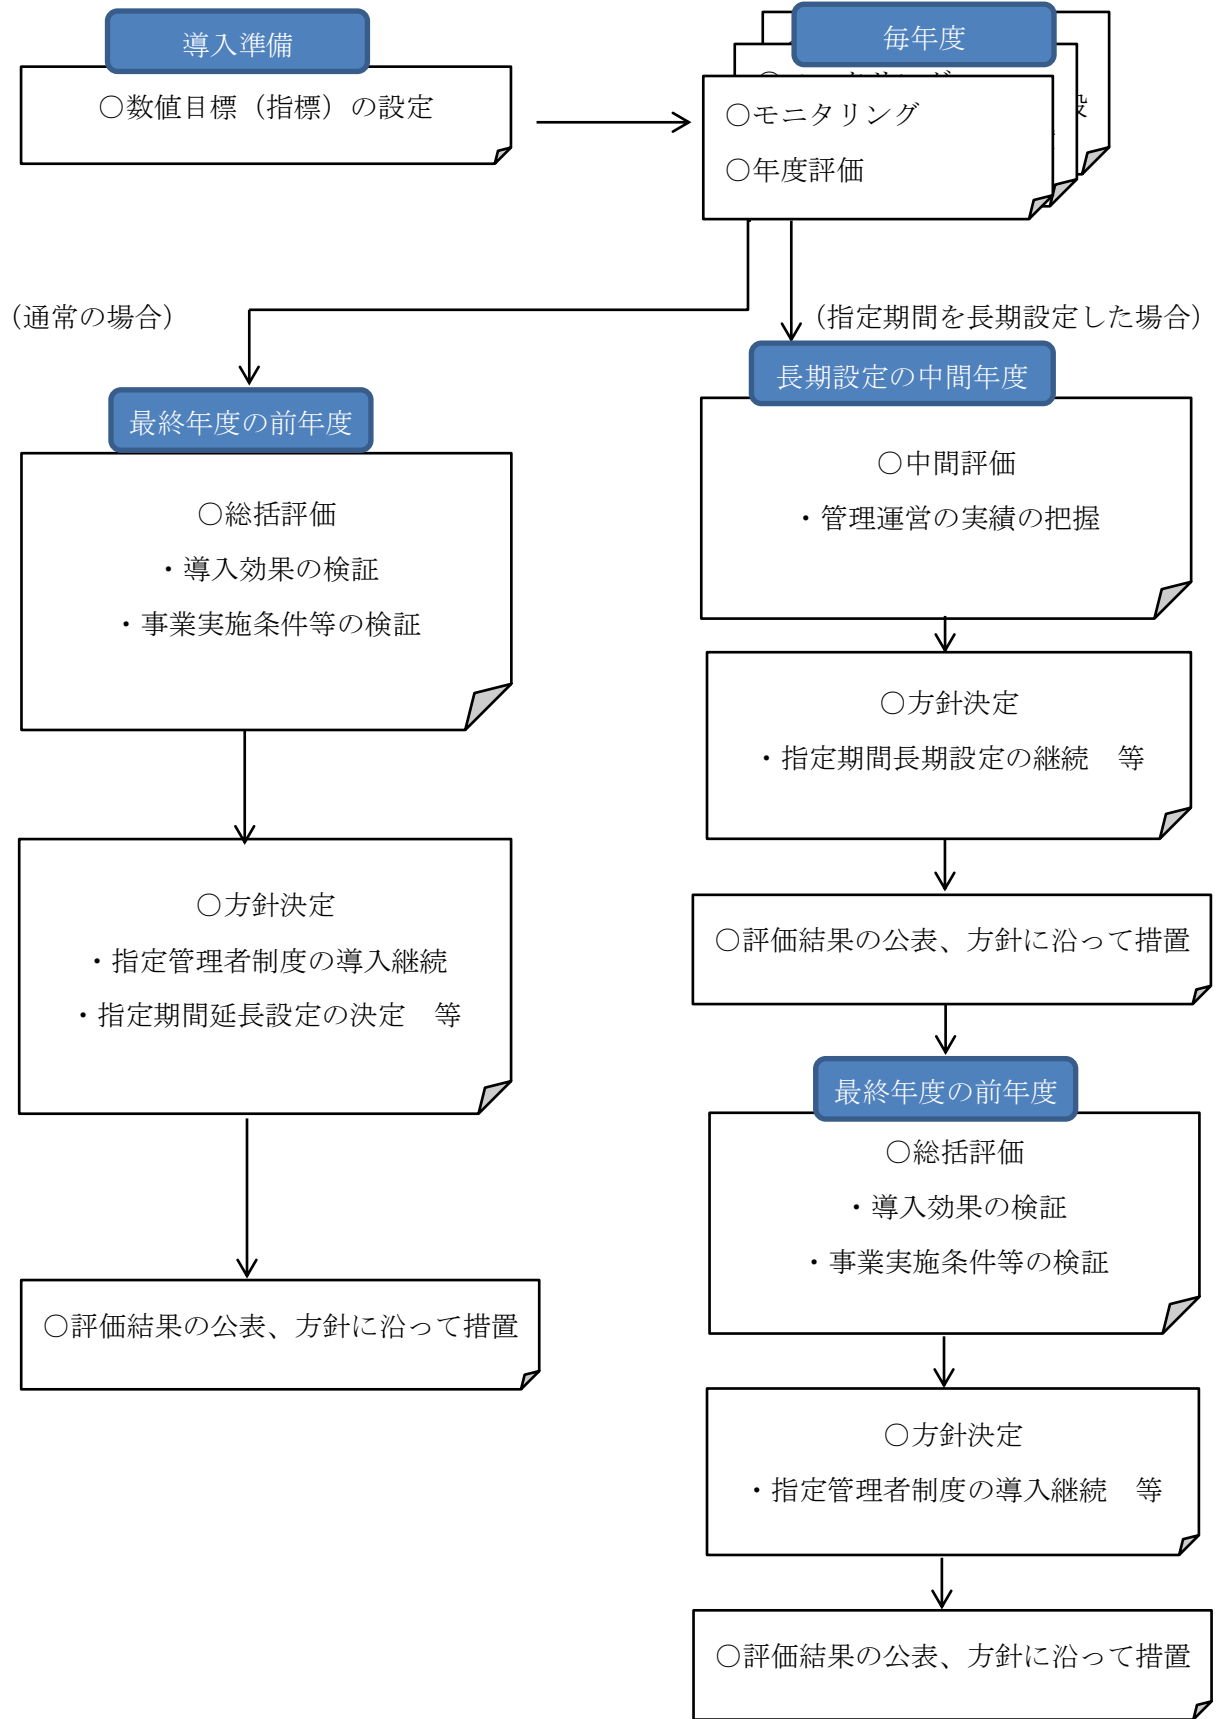 導入準備
○数値目標（指標）の設定
毎年度
○モニタリング
○年度評価
（通常の場合）
最終年度の前年度
○総括評価
・導入効果の検証
・事業実施条件等の検証
○方針決定
・指定管理者制度の導入継続
・指定期間延長設定の決定　等
○評価結果の公表、方針に沿って措置
（指定期間を長期設定した場合）
長期設定の中間年度
○中間評価
・管理運営の実績の把握
○方針決定
・指定期間長期設定の継続　等
○評価結果の公表、方針に沿って措置
最終年度の前年度
○総括評価
・導入効果の検証
・事業実施条件等の検証
○方針決定
・指定管理者制度の導入継続　等
○評価結果の公表、方針に沿って措置